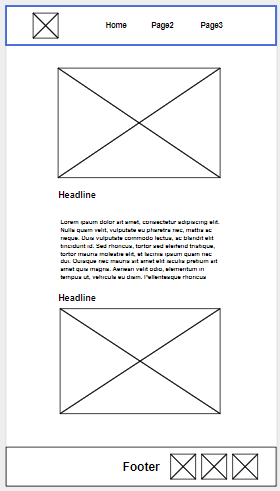 Home Page2 Page3
Headline
Lorem ipsum dolor sit amet, consectetur adipiscing elit.
Nulla quam velit, vulputate eu pharetra nec, mattis ac
neque. Duis vulputate commodo lectus, ac blandit elit
tincidunt id. Sed rhoncus, tortor sed eleifend tristique,
tortor mauris molestie elit, et lacinia ipsum quam nec
dui. Quisque nec mauris sit amet elit iaculis pretium sit
amet quis magna. Aenean velit odio, elementum in
tempus ut, vehicula eu diam. Pellentesque rhoncus
Headline
Footer